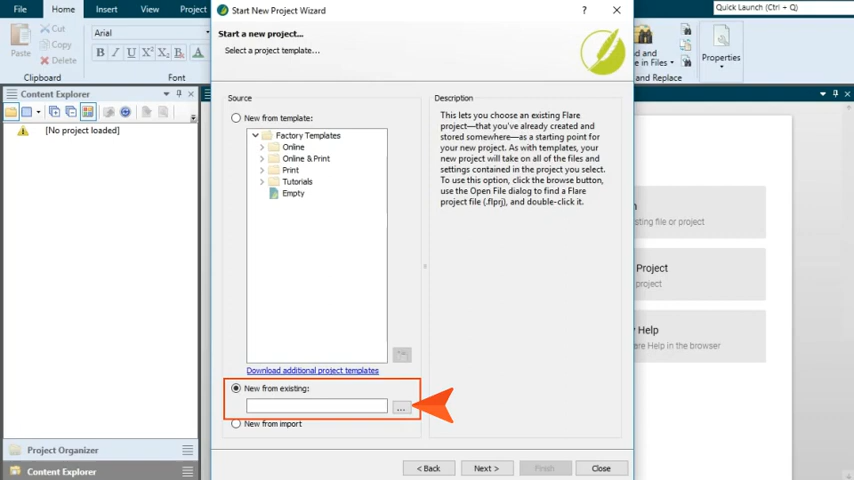 File Home Insert View Project
Quick Launch (Ctrl + Q)
Start New Project Wizard
?
Start a new project...
Select a project template…
Paste
Cut
Copy
Delete
Clipboard
Arial
B I U X² X₂ B A
Font
and
in Files
and Replace
Properties
Content Explorer
[No project loaded]
Source
New from template:
Factory Templates
Online
Online & Print
Print
Tutorials
Empty
Download additional project templates
New from existing:
...
New from import
Description
This lets you choose an existing Flare
project—that you've already created and
stored somewhere—as a starting point for
your new project. As with templates, your
new project will take on all of the files and
settings contained in the project you select.
To use this option, click the browse button,
use the Open File dialog to find a Flare
project file (.flprj), and double-click it.
n
isting file or project
Project
project
Help
are Help in the browser
Project Organizer
Content Explorer
< Back
Next >
Finish
Close